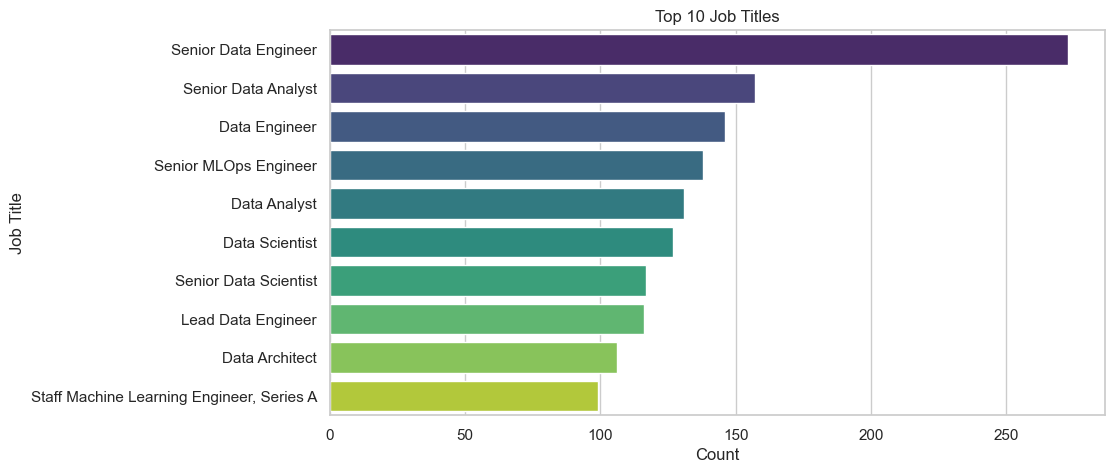 Top 10 Job Titles
Senior Data Engineer
Senior Data Analyst
Data Engineer
Senior MLOps Engineer
Data Analyst
Data Scientist
Senior Data Scientist
Lead Data Engineer
Data Architect
Staff Machine Learning Engineer, Series A
Job Title
0 50 100 150 200 250
Count